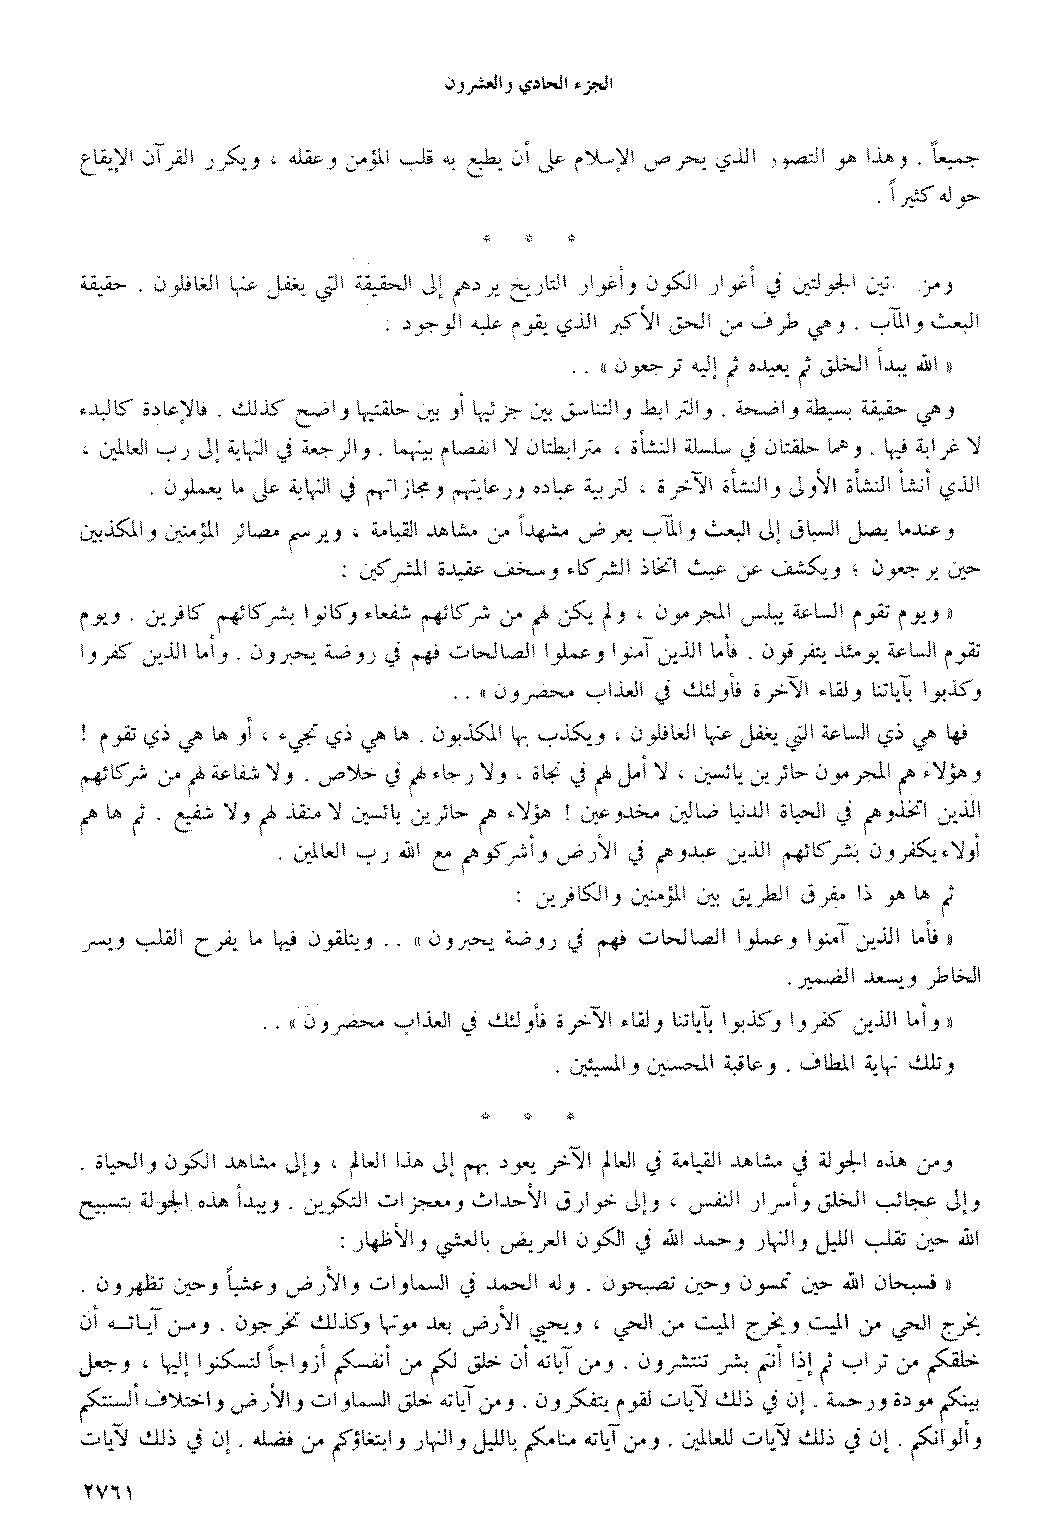 الجزء الحادي والعشرون
جميعاً . وهذا هو التصور الذي يحرص الإسلام على أن يطبع به قلب المؤمن وعقله ، ويكرر القرآن الإيقاع
حوله كثيراً .
* * *
ومن تين الجولتين في أغوار الكون وأغوار التاريخ يردهم إلى الحقيقة التي يغفل عنها الغافلون . حقيقة
البعث والمآب . وهي طرف من الحق الأكبر الذي يقوم عليه الوجود :
« الله يبدأ الخلق ثم يعيده ثم إليه ترجعون » . .
وهي حقيقة بسيطة واضحة . والترابط والتناسق بين جزئيها أو بين حلقتيها واضح كذلك . فالإعادة كالبدء
لا غرابة فيها . وهما حلقتان في سلسلة النشأة ، مترابطتان لا انفصام بينهما . والرجعة في النهاية إلى رب العالمين ،
الذي أنشأ النشأة الأولى والنشأة الآخرة ، لتربية عباده ورعايتهم ومجازاتهم في النهاية على ما يعملون .
وعندما يصل السياق إلى البعث والمآب يعرض مشهداً من مشاهد القيامة ، ويرسم مصائر المؤمنين والمكذبين
حين يرجعون ؛ ويكشف عن عبث اتخاذ الشركاء وسخف عقيدة المشركين :
« ويوم تقوم الساعة يبلس المجرمون ، ولم يكن لهم من شركائهم شفعاء وكانوا بشركائهم كافرين . ويوم
تقوم الساعة يومئذ يتفرقون . فأما الذين آمنوا وعملوا الصالحات فهم في روضة يحبرون . وأما الذين كفروا
وكذبوا بآياتنا ولقاء الآخرة فأولئك في العذاب محضرون » . .
فها هي ذي الساعة التي يغفل عنها الغافلون ، ويكذب بها المكذبون . ها هي ذي تجيء ، أو ها هي ذي تقوم !
وهؤلاء هم المجرمون حائرين يائسين ، لا أمل لهم في نجاة ، ولا رجاء لهم في خلاص . ولا شفاعة لهم من شركائهم
الذين اتخذوهم في الحياة الدنيا ضالين مخدوعين ! هؤلاء هم حائرين يائسين لا منقذ لهم ولا شفيع . ثم ها هم
أولاء يكفرون بشركائهم الذين عبدوهم في الأرض وأشركوهم مع الله رب العالمين .
ثم ها هو ذا مفرق الطريق بين المؤمنين والكافرين :
« فأما الذين آمنوا وعملوا الصالحات فهم في روضة يحبرون » . . ويتلقون فيها ما يفرح القلب ويسر
الخاطر ويسعد الضمير .
« وأما الذين كفروا وكذبوا بآياتنا ولقاء الآخرة فأولئك في العذاب محضرون » . .
وتلك نهاية المطاف . وعاقبة المحسنين والمسيئين .
* * *
ومن هذه الجولة في مشاهد القيامة في العالم الآخر يعود بهم إلى هذا العالم ، وإلى مشاهد الكون والحياة .
وإلى عجائب الخلق وأسرار النفس ، وإلى خوارق الأحداث ومعجزات التكوين . ويبدأ هذه الجولة بتسبيح
الله حين تقلب الليل والنهار وحمد الله في الكون العريض بالعشي والأظهار :
« فسبحان الله حين تمسون وحين تصبحون . وله الحمد في السماوات والأرض وعشياً وحين تظهرون .
يخرج الحي من الميت ويخرج الميت من الحي ، ويحيي الأرض بعد موتها وكذلك تخرجون . ومن آياته أن
خلقكم من تراب ثم إذا أنتم بشر تنتشرون . ومن آياته أن خلق لكم من أنفسكم أزواجاً لتسكنوا إليها ، وجعل
بينكم مودة ورحمة . إن في ذلك لآيات لقوم يتفكرون . ومن آياته خلق السماوات والأرض واختلاف ألسنتكم
وألوانكم . إن في ذلك لآيات للعالمين . ومن آياته منامكم بالليل والنهار وابتغاؤكم من فضله . إن في ذلك لآيات
٢٧٦١